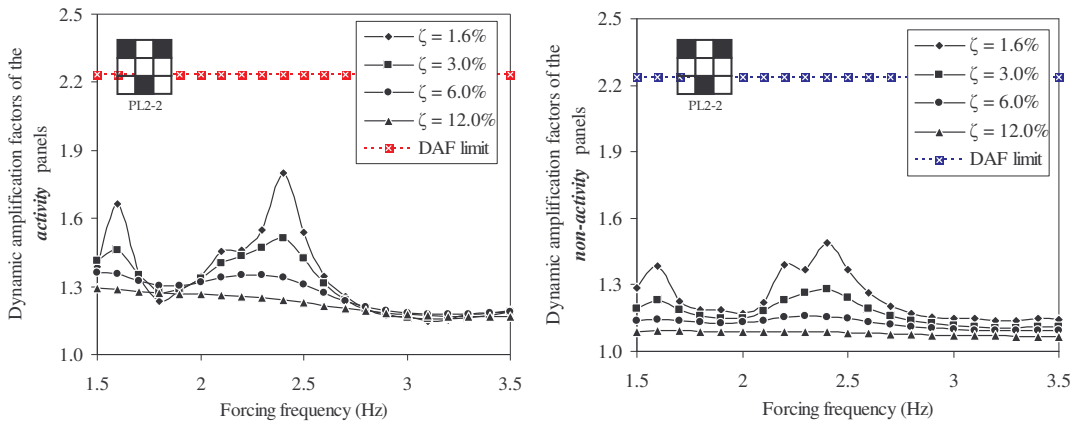 Dynamic amplification factors of the
activity panels
2.5
2.2
1.9
1.6
1.3
1.0
PL2-2
ζ = 1.6%
ζ = 3.0%
ζ = 6.0%
ζ = 12.0%
DAF limit
1.5
2
2.5
3
3.5
Forcing frequency (Hz)
Dynamic amplification factors of the
non-activity panels
2.5
2.2
1.9
1.6
1.3
1.0
PL2-2
ζ = 1.6%
ζ = 3.0%
ζ = 6.0%
ζ = 12.0%
DAF limit
1.5
2
2.5
3
3.5
Forcing frequency (Hz)